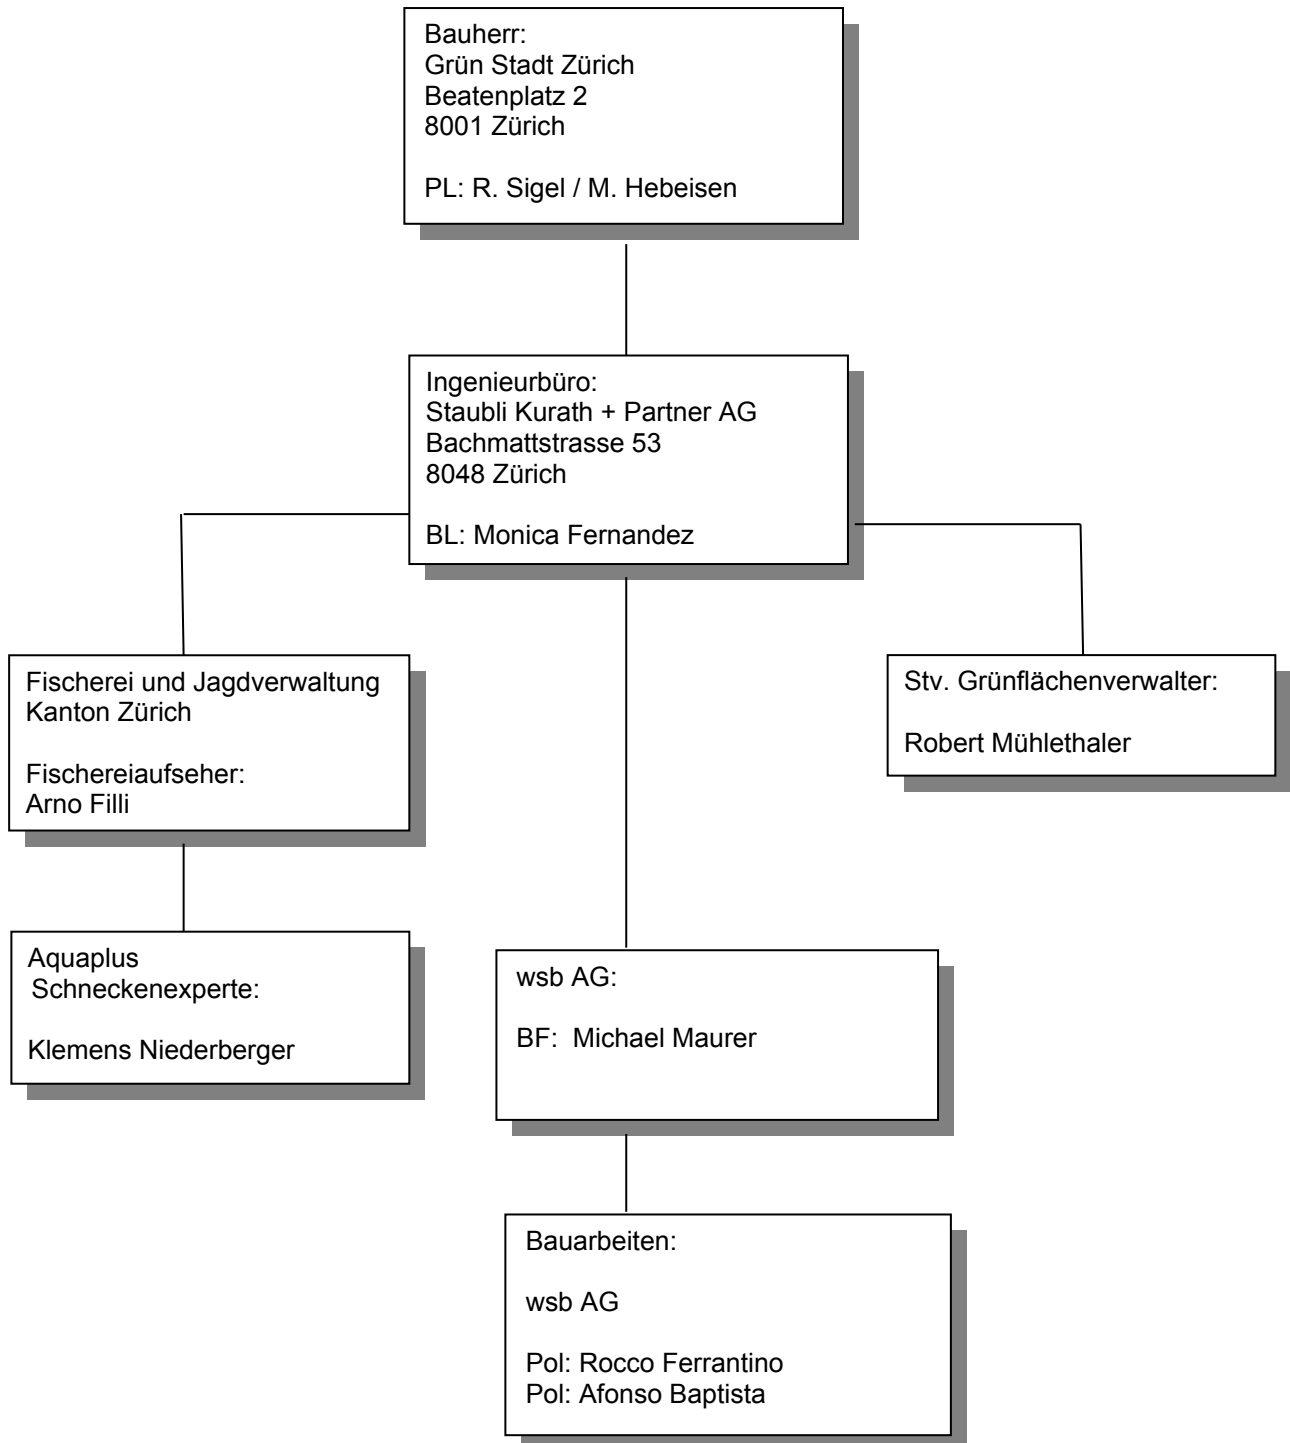 Bauherr:
Grün Stadt Zürich
Beatenplatz 2
8001 Zürich
PL: R. Sigel / M. Hebeisen
Ingenieurbüro:
Staubli Kurath + Partner AG
Bachmattstrasse 53
8048 Zürich
BL: Monica Fernandez
Fischerei und Jagdverwaltung
Kanton Zürich
Fischereiaufseher:
Arno Filli
Stv. Grünflächenverwalter:
Robert Mühlethaler
Aquaplus
Schneckenexperte:
Klemens Niederberger
wsb AG:
BF: Michael Maurer
Bauarbeiten:
wsb AG
Pol: Rocco Ferrantino
Pol: Afonso Baptista